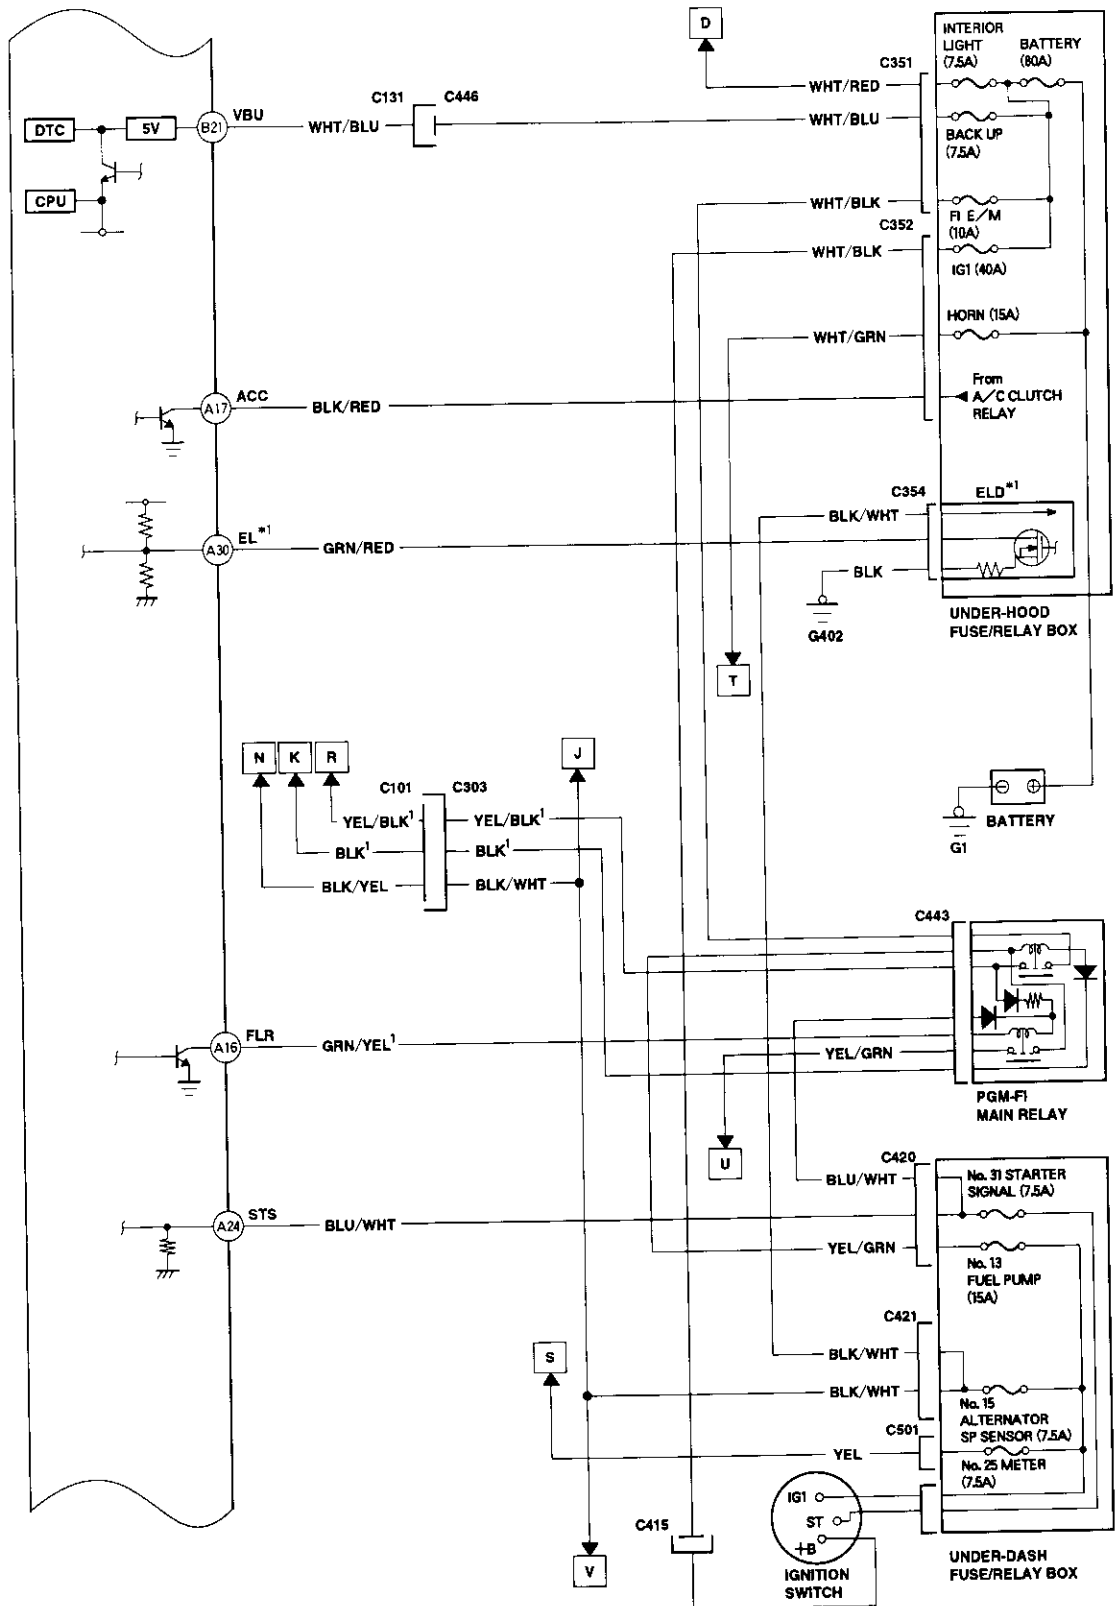 D
INTERIOR
LIGHT
(7.5A)
BATTERY
(80A)
C351
WHT/RED
C131
C446
VBU
DTC
5V
B21
WHT/BLU
WHT/BLU
BACK UP
(7.5A)
CPU
WHT/BLK
FI E/M
(10A)
C352
WHT/BLK
IG1 (40A)
HORN (15A)
WHT/GRN
From
A/C CLUTCH
RELAY
ACC
A17
BLK/RED
C354
ELD*1
BLK/WHT
EL*1
A30
GRN/RED
BLK
G402
UNDER-HOOD
FUSE/RELAY BOX
T
N
K
R
J
C101
C303
YEL/BLK1
YEL/BLK1
BLK1
BLK1
BLK/YEL
BLK/WHT
BATTERY
G1
C443
FLR
A16
GRN/YEL1
YEL/GRN
PGM-FI
MAIN RELAY
U
C420
BLU/WHT
No. 31 STARTER
SIGNAL (7.5A)
STS
A24
BLU/WHT
YEL/GRN
No. 13
FUEL PUMP
(15A)
C421
S
BLK/WHT
BLK/WHT
No. 15
ALTERNATOR
SP SENSOR (7.5A)
C501
YEL
No. 25 METER
(7.5A)
IG1
ST
+B
C415
IGNITION
SWITCH
V
UNDER-DASH
FUSE/RELAY BOX